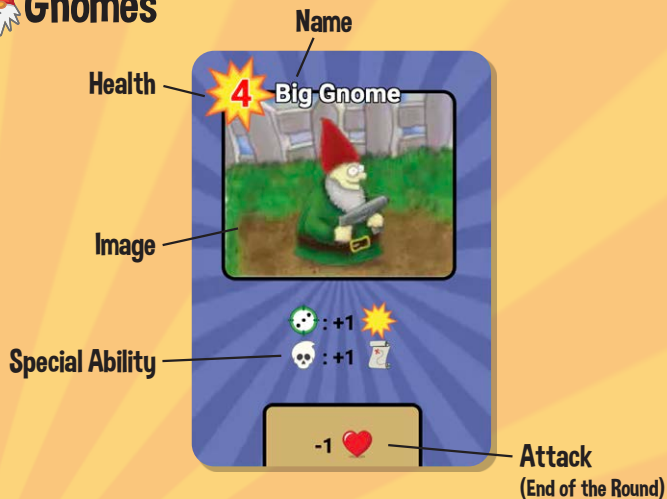 Gnomes
Name
Health
4
Big Gnome
Image
: +1
Special Ability
: +1
-1
Attack
(End of the Round)